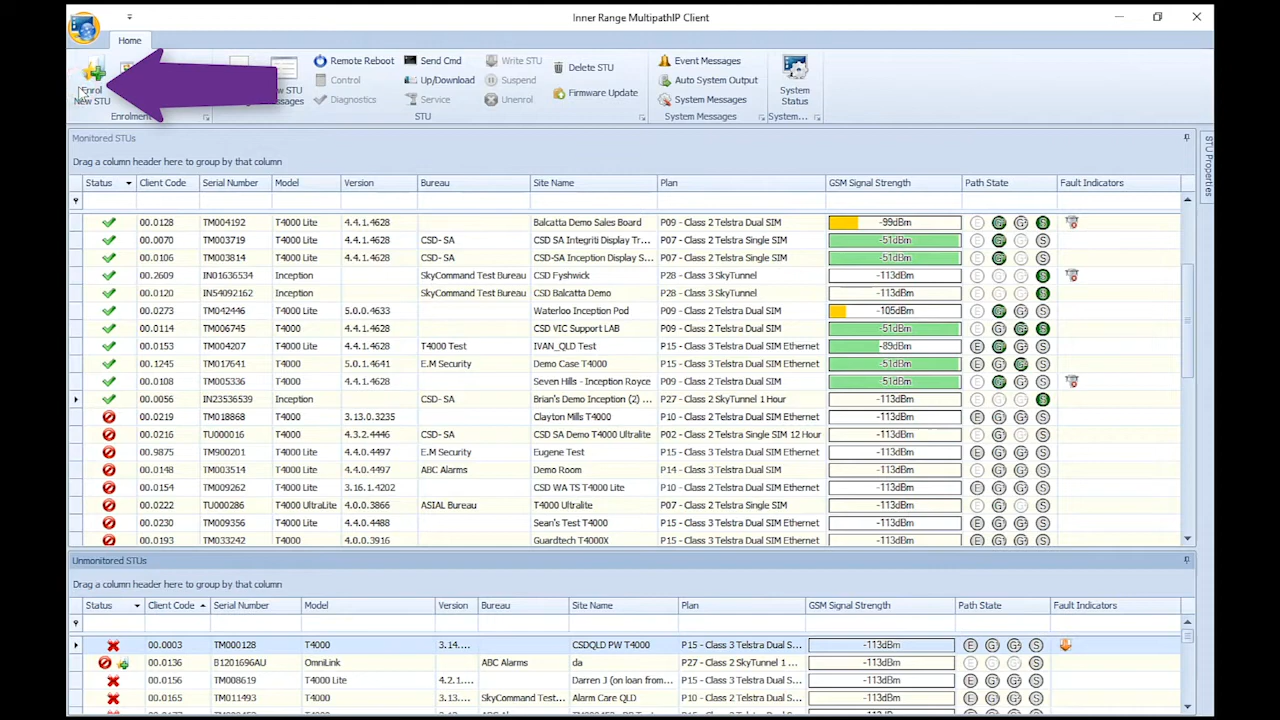 Inner Range MultipathIP Client
Home
Remote Reboot Send Cmd Write STU Delete STU Event Messages
Enrol New STU Control Up/Download Suspend Firmware Update Auto System Output System Status
STU Diagnostics Service Unenrol System Messages
STU System Messages System...
Monitored STUs
STU Properties
Drag a column header here to group by that column
Status Client Code Serial Number Model Version Bureau Site Name Plan GSM Signal Strength Path State Fault Indicators
00.0128 TM004192 T4000 Lite 4.4.1.4628 Balcatta Demo Sales Board P09 - Class 2 Telstra Dual SIM -99dBm E G G S
00.0070 TM003719 T4000 Lite 4.4.1.4628 CSD- SA CSD SA Integriti Display Tr... P07 - Class 2 Telstra Single SIM -51dBm E G G S
00.0106 TM003814 T4000 Lite 4.4.1.4628 CSD- SA CSD SA Inception Display S... P07 - Class 2 Telstra Single SIM -51dBm E G G S
00.2609 IN01636534 Inception SkyCommand Test Bureau CSD Fyshwick P28 - Class 3 SkyTunnel -113dBm E G G S
00.0120 IN54092162 Inception SkyCommand Test Bureau CSD Balcatta Demo P28 - Class 3 SkyTunnel -113dBm E G G S
00.0273 TM042446 T4000 Lite 5.0.0.4633 Waterloo Inception Pod P09 - Class 2 Telstra Dual SIM -105dBm E G G S
00.0114 TM006745 T4000 4.4.1.4628 CSD VIC Support LAB P09 - Class 2 Telstra Dual SIM -51dBm E G G S
00.0153 TM004207 T4000 Lite 4.4.1.4628 T4000 Test IVAN_QLD Test P15 - Class 3 Telstra Dual SIM Ethernet -89dBm E G G S
00.1245 TM017641 T4000 5.0.1.4641 E.M Security Demo Case T4000 P15 - Class 3 Telstra Dual SIM Ethernet -51dBm E G G S
00.0108 TM005336 T4000 4.4.1.4628 Seven Hills - Inception Royce P09 - Class 2 Telstra Dual SIM -51dBm E G G S
00.0056 IN23536539 Inception CSD- SA Brian's Demo Inception (2) ... P27 - Class 2 SkyTunnel 1 Hour -113dBm E G G S
00.0219 TM018868 T4000 3.13.0.3235 Clayton Mills T4000 P10 - Class 2 Telstra Dual SIM Ethernet -113dBm E G G S
00.0216 TU000016 T4000 4.3.2.4446 CSD- SA CSD SA Demo T4000 Ultralite P02 - Class 2 Telstra Single SIM 12 Hour -113dBm E G G S
00.9875 TM900201 T4000 Lite 4.4.0.4497 E.M Security Eugene Test P15 - Class 3 Telstra Dual SIM Ethernet -113dBm E G G S
00.0148 TM003514 T4000 4.4.0.4497 ABC Alarms Demo Room P14 - Class 3 Telstra Dual SIM -113dBm E G G S
00.0154 TM009262 T4000 Lite 3.16.1.4202 CSD WA TS T4000 Lite P10 - Class 2 Telstra Dual SIM Ethernet -113dBm E G G S
00.0222 TU000286 T4000 UltraLite 4.0.0.3866 ASIAL Bureau T4000 Ultralite P07 - Class 2 Telstra Single SIM -113dBm E G G S
00.0230 TM009356 T4000 Lite 4.4.0.4488 Sean's Test T4000 P15 - Class 3 Telstra Dual SIM Ethernet -113dBm E G G S
00.0193 TM033242 T4000 4.0.0.3916 Guardtech T4000X P15 - Class 3 Telstra Dual SIM Ethernet -113dBm E G G S
Unmonitored STUs
Drag a column header here to group by that column
Status Client Code Serial Number Model Version Bureau Site Name Plan GSM Signal Strength Path State Fault Indicators
00.0003 TM000128 T4000 3.14.... CSDQLD PW T4000 P15 - Class 3 Telstra Dual S... -113dBm E G G S
00.0136 B1201696AU OmniLink ABC Alarms da P27 - Class 2 SkyTunnel 1 ... -113dBm E G G S
00.0156 TM008619 T4000 Lite 4.2.1.... Darren J (on loan from... P15 - Class 3 Telstra Dual S... -113dBm E G G S
00.0165 TM011493 T4000 3.13.... SkyCommand Test... Alarm Care QLD P10 - Class 2 Telstra Dual S... -113dBm E G G S